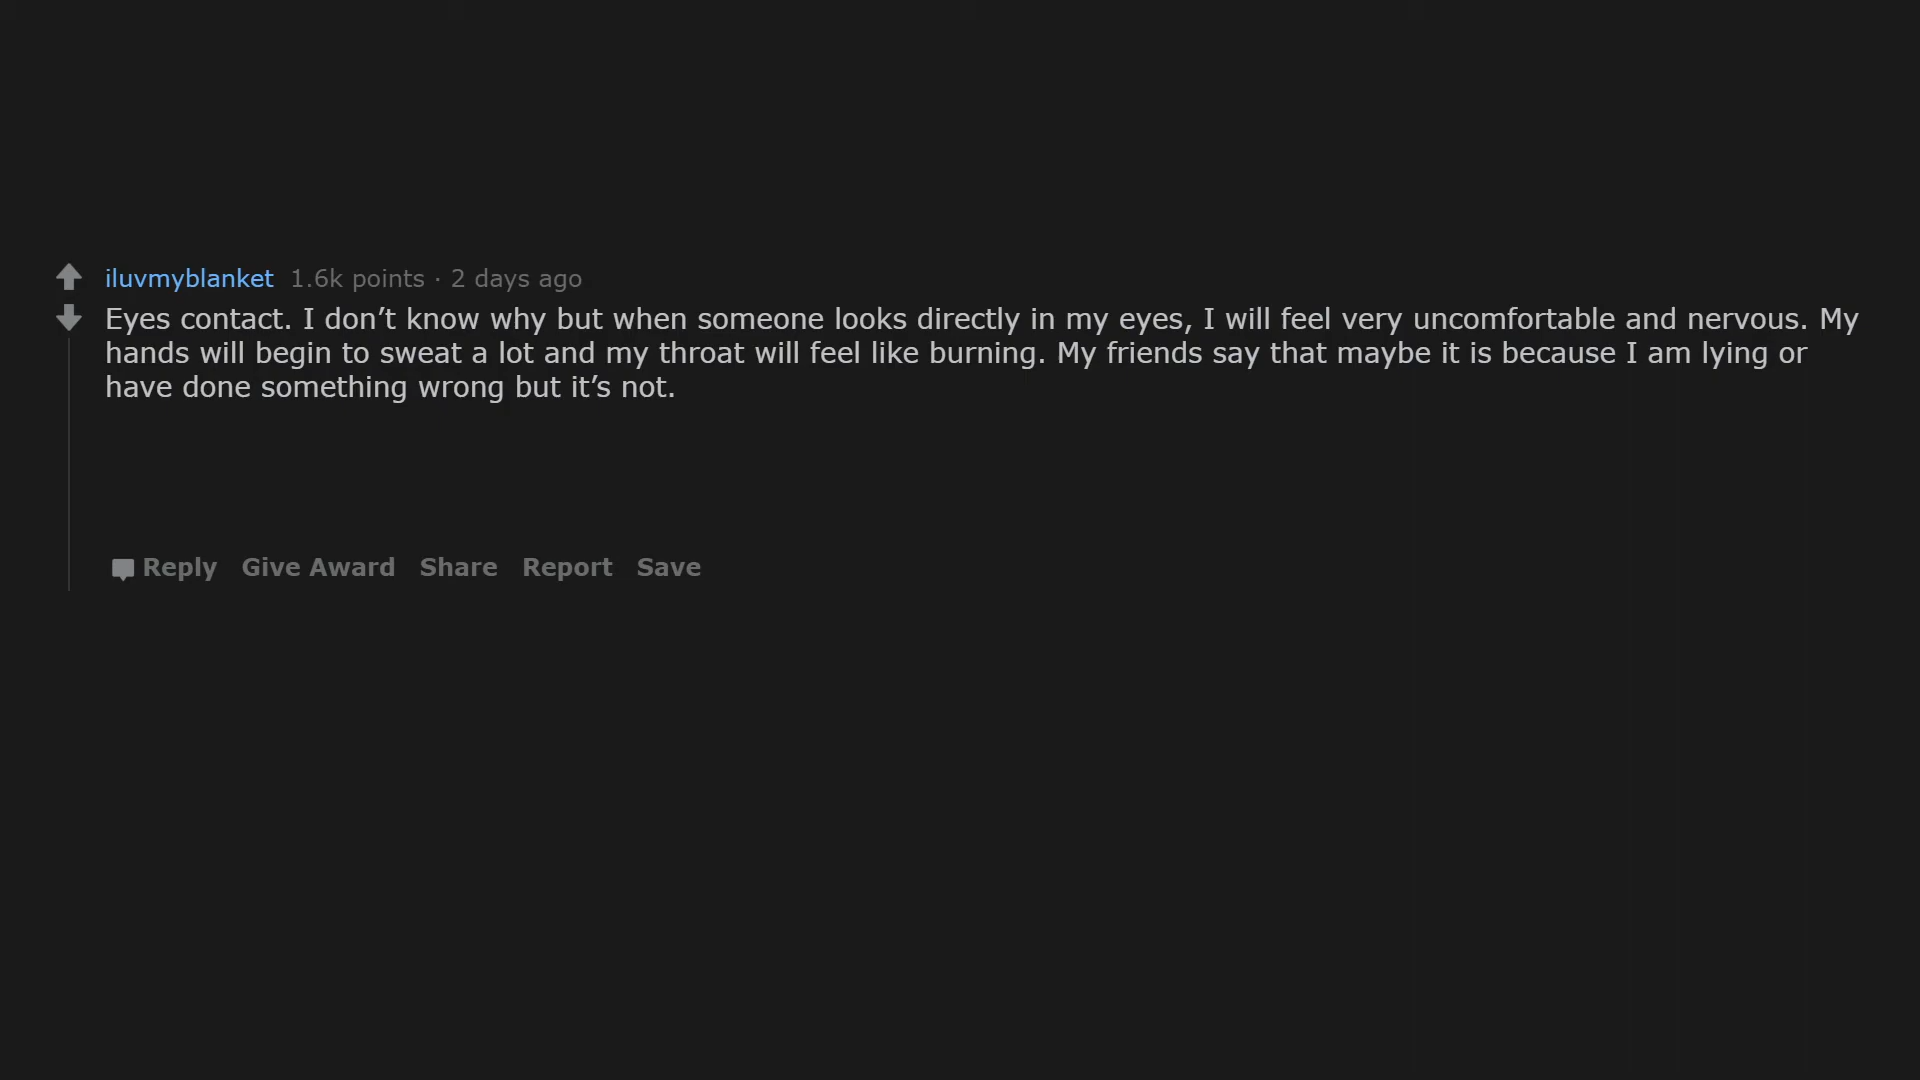 iluvmyblanket 1.6k points · 2 days ago
Eyes contact. I don’t know why but when someone looks directly in my eyes, I will feel very uncomfortable and nervous. My
hands will begin to sweat a lot and my throat will feel like burning. My friends say that maybe it is because I am lying or
have done something wrong but it’s not.
Reply Give Award Share Report Save